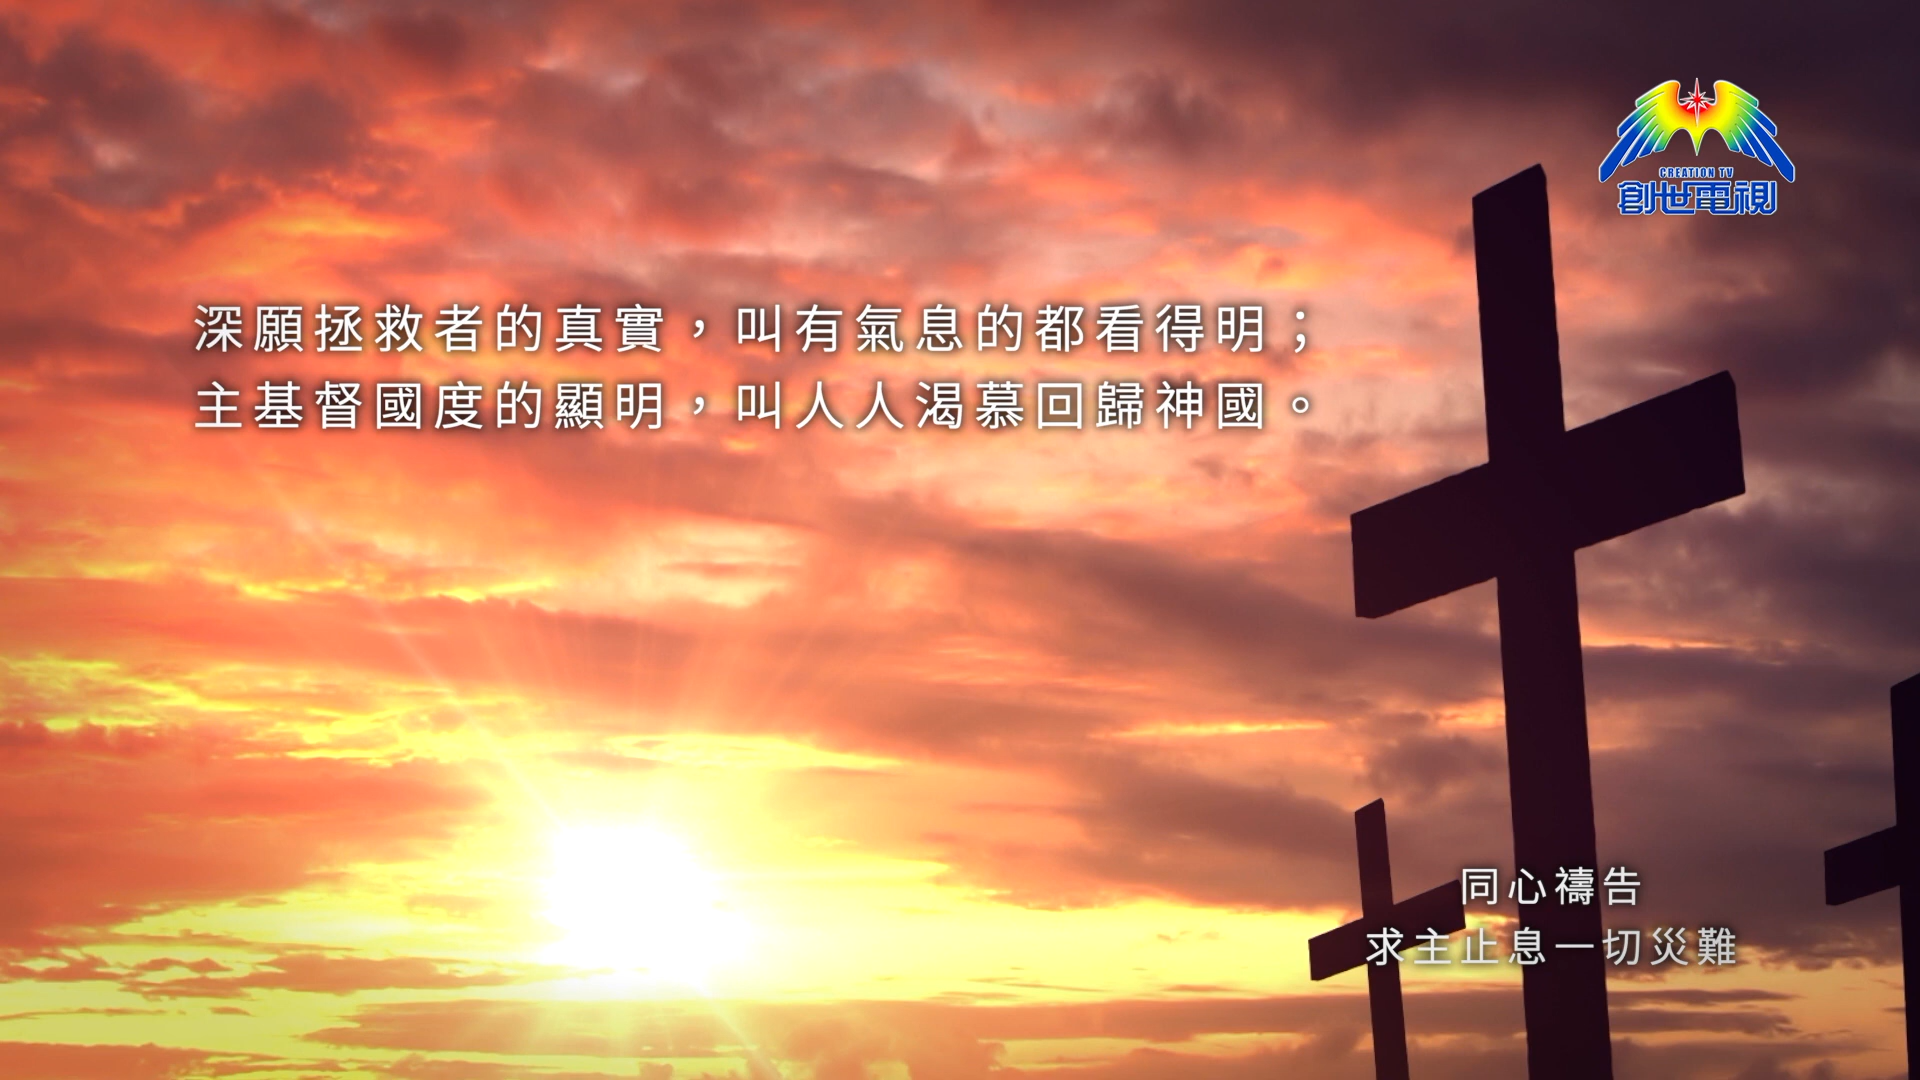 CREATION TV
創世電視
深願拯救者的真實，叫有氣息的都看得明；
主基督國度的顯明，叫人人渴慕回歸神國。
同心禱告
求主止息一切災難